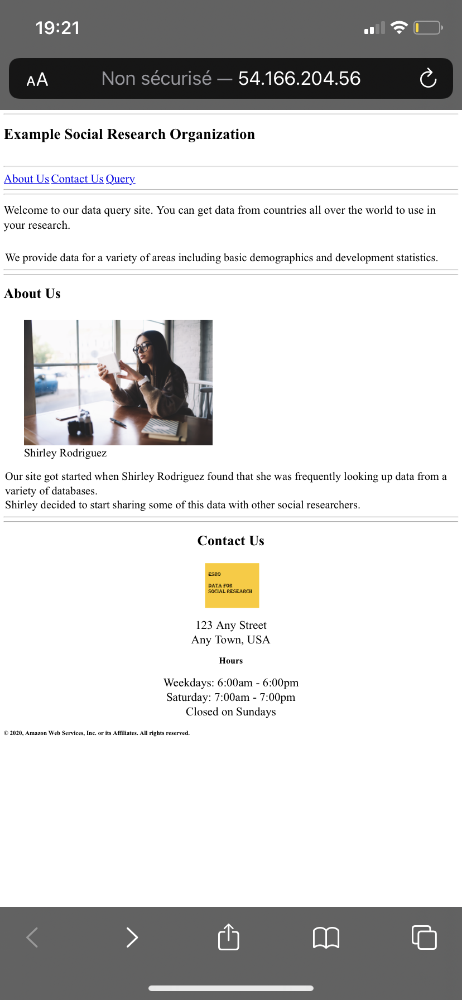 19:21
AA Non sécurisé — 54.166.204.56
Example Social Research Organization
About Us Contact Us Query
Welcome to our data query site. You can get data from countries all over the world to use in
your research.
We provide data for a variety of areas including basic demographics and development statistics.
About Us
Shirley Rodriguez
Our site got started when Shirley Rodriguez found that she was frequently looking up data from a
variety of databases.
Shirley decided to start sharing some of this data with other social researchers.
Contact Us
ESRO
DATA FOR
SOCIAL RESEARCH
123 Any Street
Any Town, USA
Hours
Weekdays: 6:00am - 6:00pm
Saturday: 7:00am - 7:00pm
Closed on Sundays
© 2020, Amazon Web Services, Inc. or its Affiliates. All rights reserved.